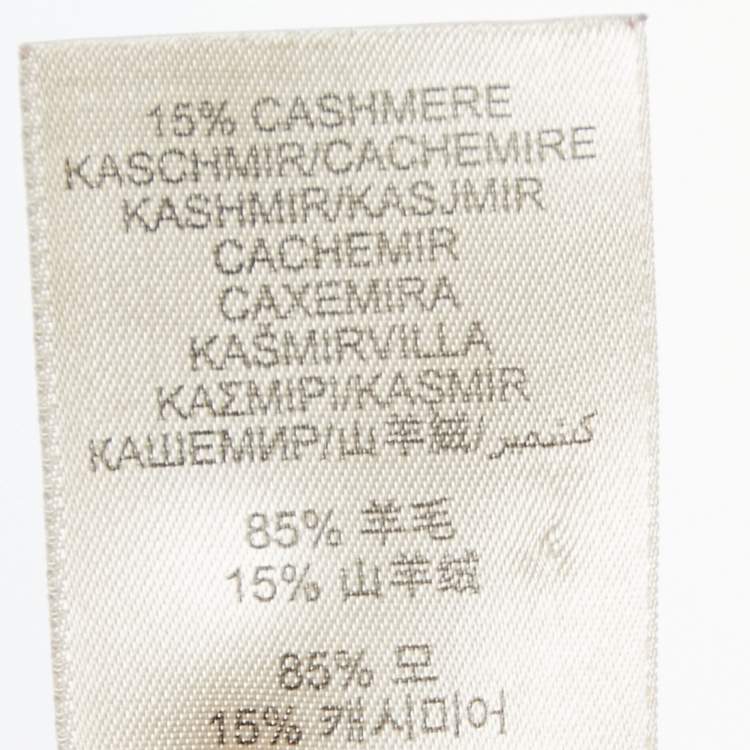 15% CASHMERE
KASCHMIR/CACHEMIRE
KASHMIR/KASJMIR
CACHEMIR
CAXEMIRA
KAŠMIRVILLA
ΚΑΣΜΙΡΙ/KASMIR
КАШЕМИР/山羊绒/كشمير
85% 羊毛
15% 山羊绒
85% 모
15% 캐시미어